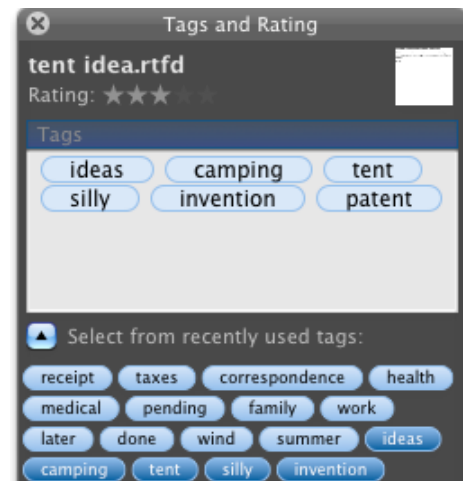 Tags and Rating
tent idea.rtfd
Rating:
Tags
ideas camping tent
silly invention patent
Select from recently used tags:
receipt taxes correspondence health
medical pending family work
later done wind summer ideas
camping tent silly invention